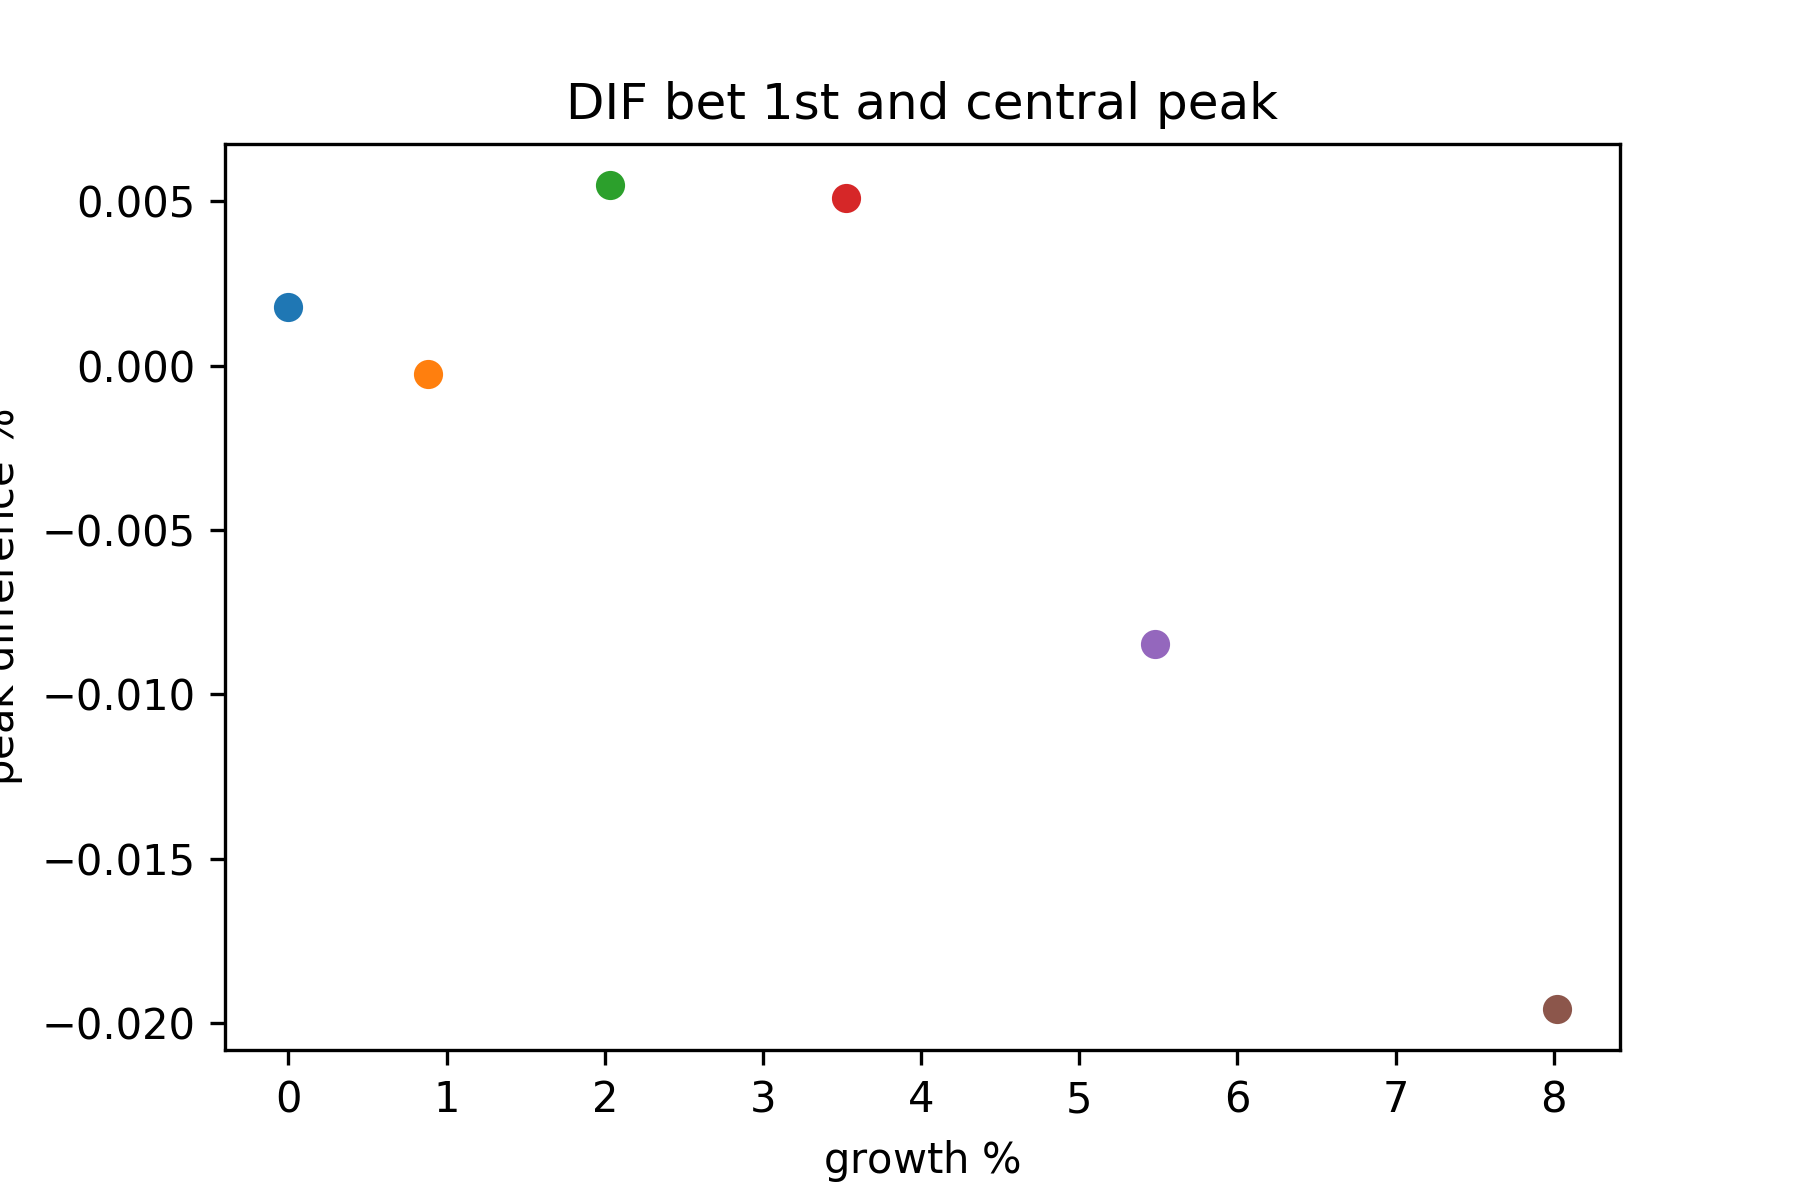 DIF bet 1st and central peak
0.005
0.000
−0.005
−0.010
−0.015
−0.020
peak difference %
0 1 2 3 4 5 6 7 8
growth %